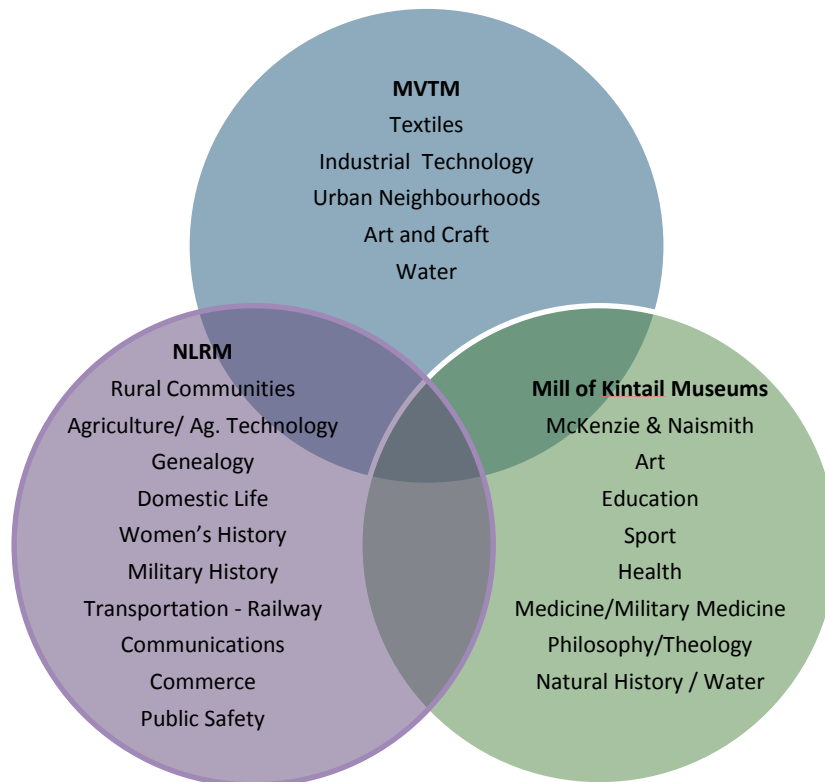 MVTM
Textiles
Industrial Technology
Urban Neighbourhoods
Art and Craft
Water
NLRM
Rural Communities
Agriculture/ Ag. Technology
Genealogy
Domestic Life
Women’s History
Military History
Transportation - Railway
Communications
Commerce
Public Safety
Mill of Kintail Museums
McKenzie & Naismith
Art
Education
Sport
Health
Medicine/Military Medicine
Philosophy/Theology
Natural History / Water